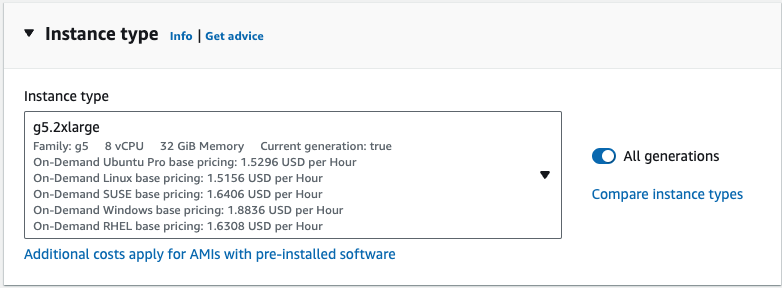 Instance type Info | Get advice
Instance type
g5.2xlarge
Family: g5 8 vCPU 32 GiB Memory Current generation: true
On-Demand Ubuntu Pro base pricing: 1.5296 USD per Hour
On-Demand Linux base pricing: 1.5156 USD per Hour
On-Demand SUSE base pricing: 1.6406 USD per Hour
On-Demand Windows base pricing: 1.8836 USD per Hour
On-Demand RHEL base pricing: 1.6308 USD per Hour
All generations
Compare instance types
Additional costs apply for AMIs with pre-installed software